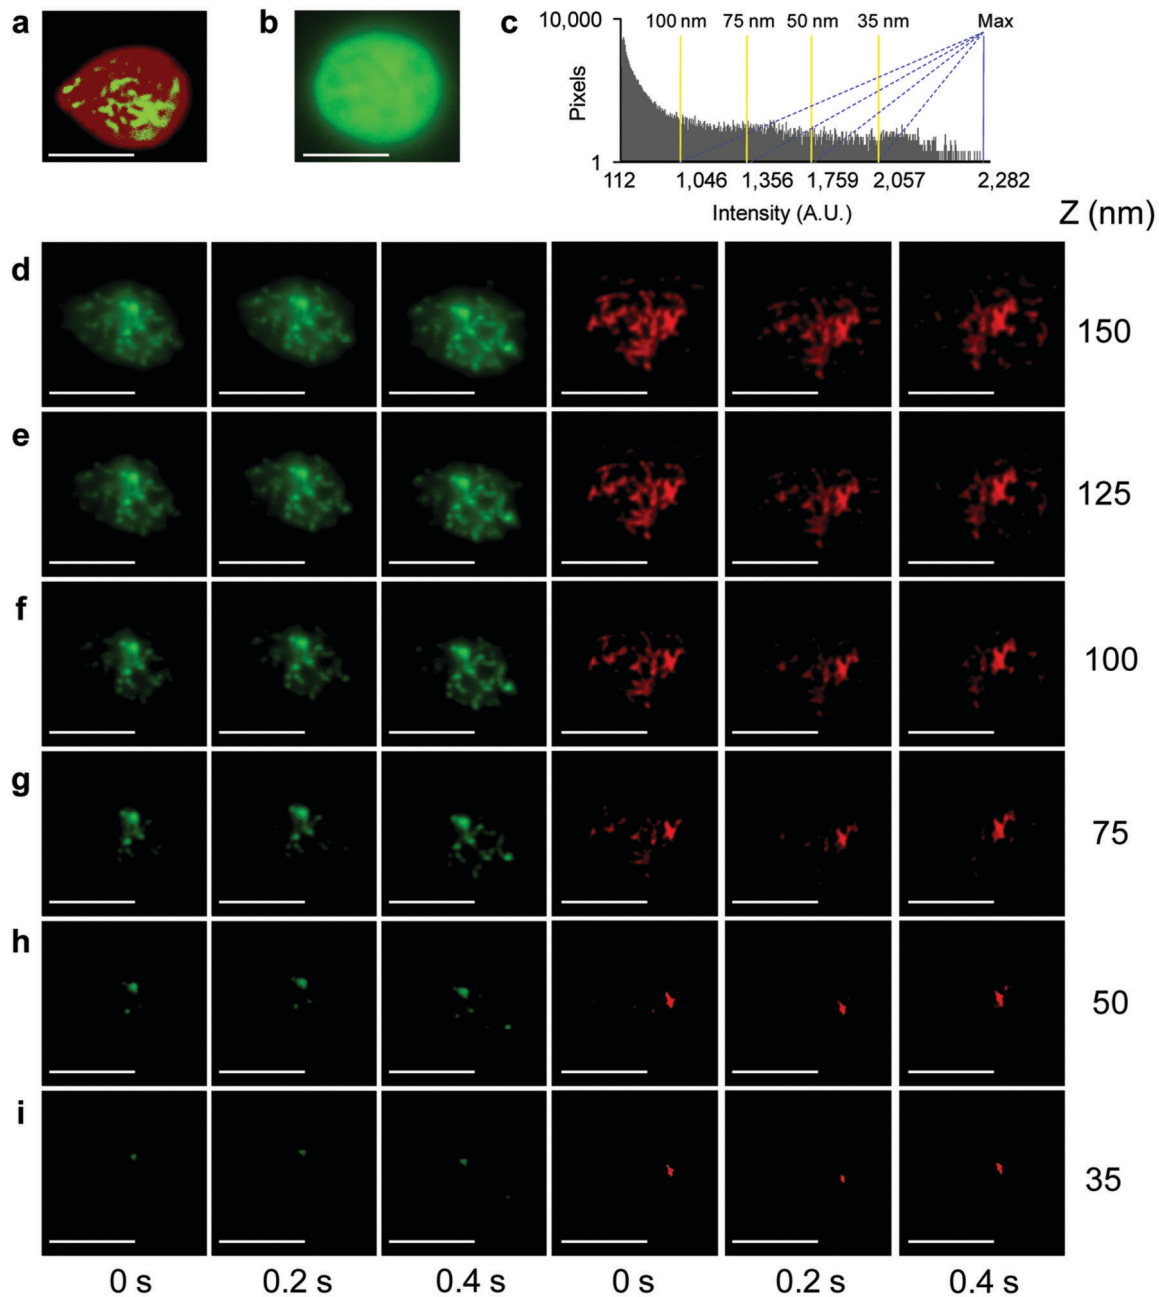 a
b
c
10,000
100 nm
75 nm
50 nm
35 nm
Max
Pixels
1
112
1,046
1,356
1,759
2,057
2,282
Intensity (A.U.)
Z (nm)
d
150
e
125
f
100
g
75
h
50
i
35
0 s
0.2 s
0.4 s
0 s
0.2 s
0.4 s